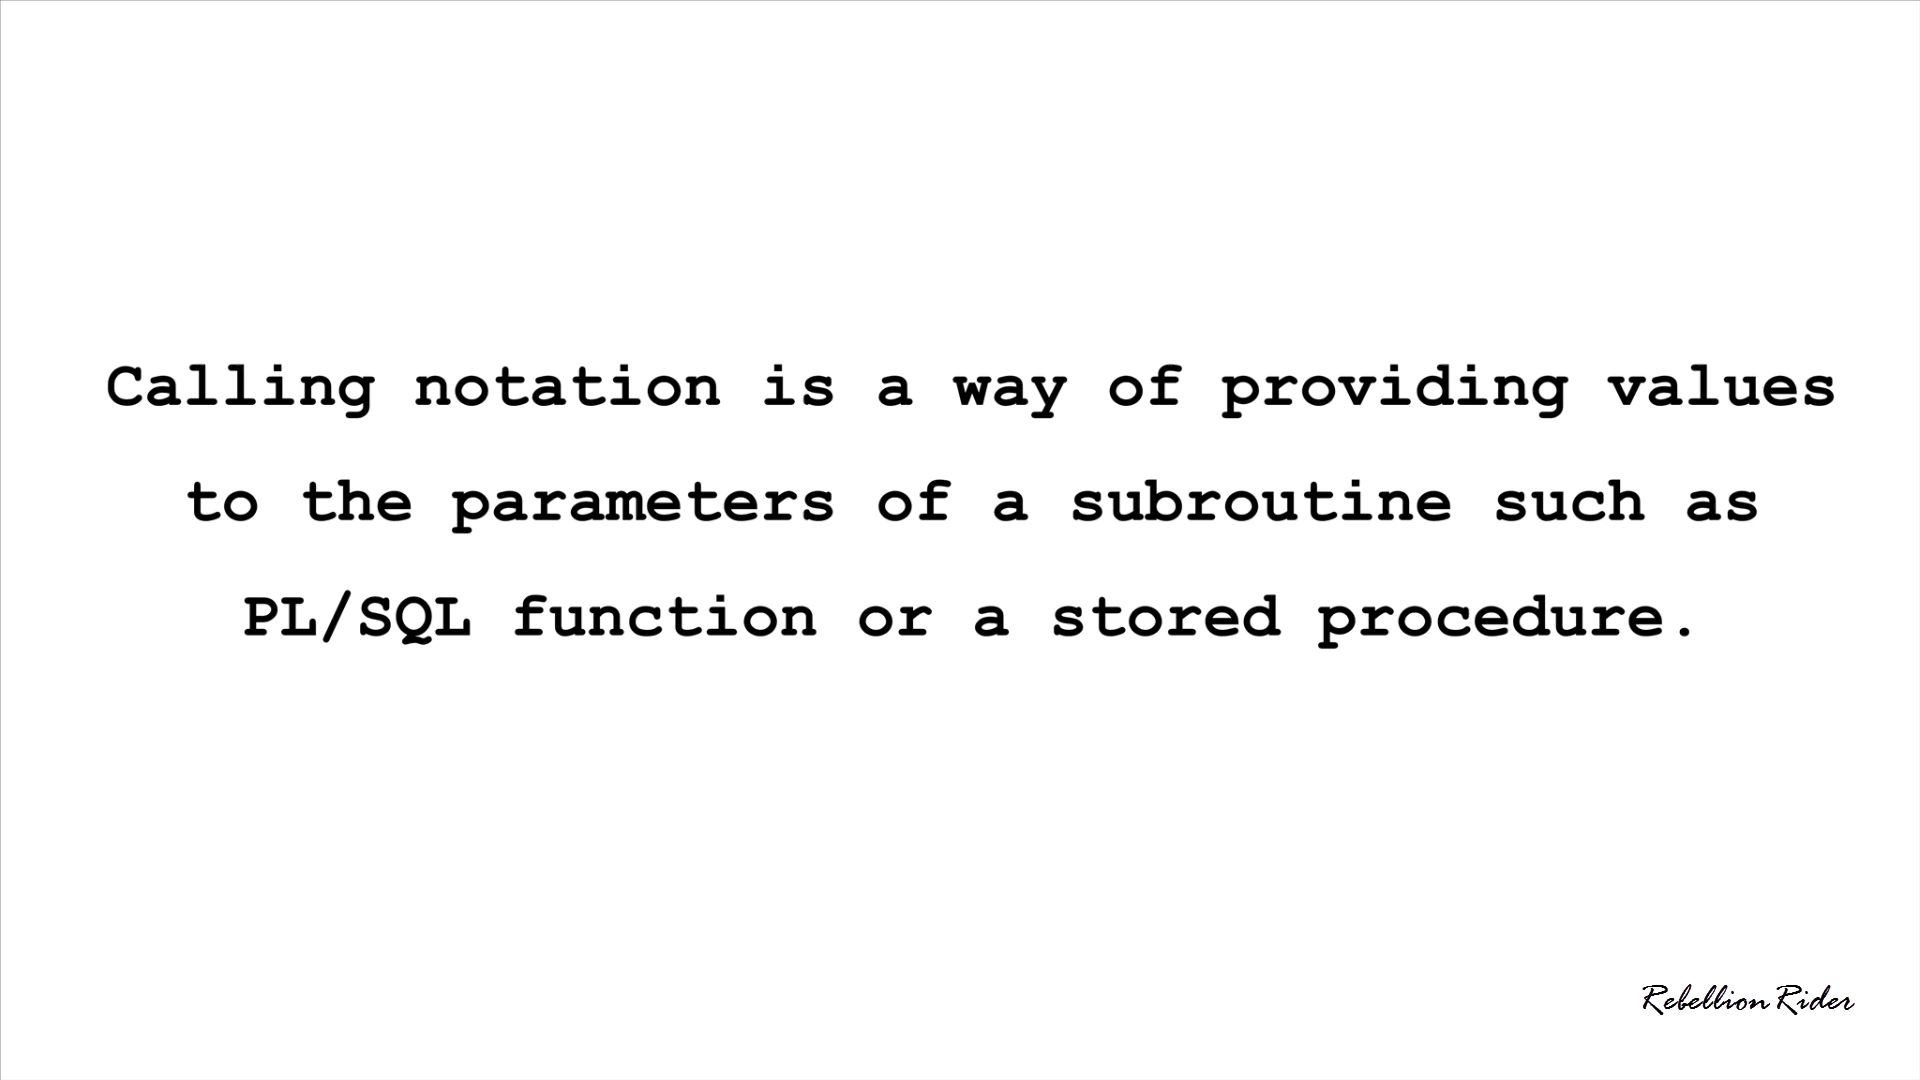 Calling notation is a way of providing values
to the parameters of a subroutine such as
PL/SQL function or a stored procedure.
Rebellion Rider